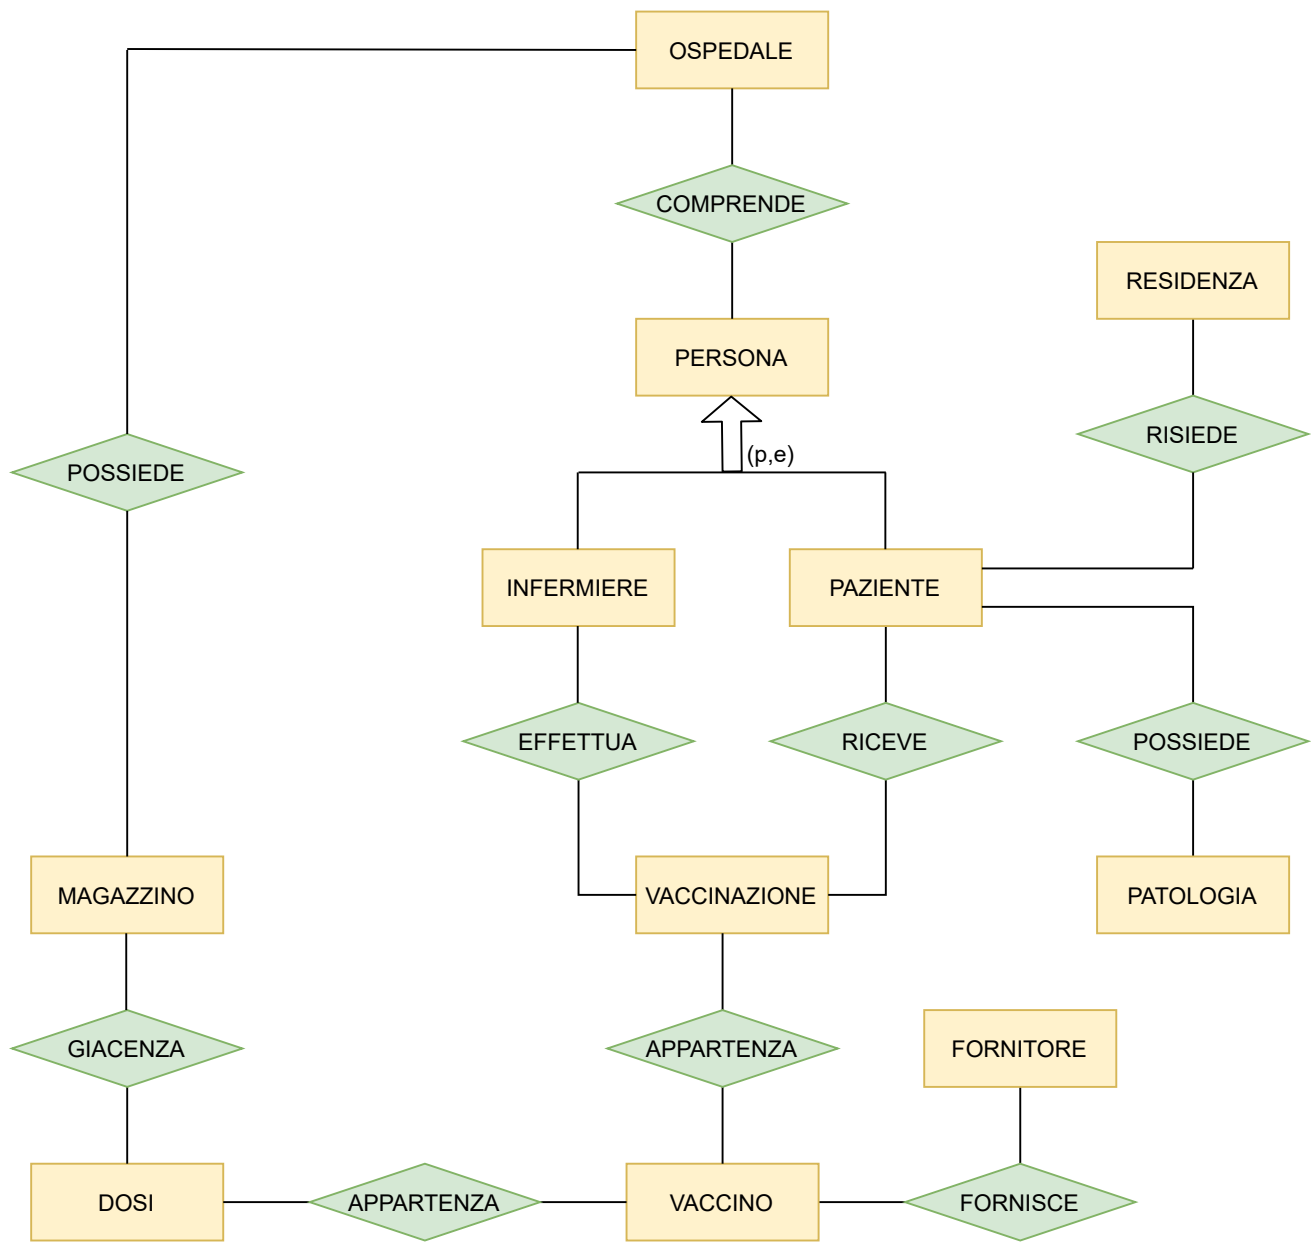 OSPEDALE
COMPRENDE
RESIDENZA
PERSONA
RISIEDE
(p,e)
POSSIEDE
INFERMIERE
PAZIENTE
EFFETTUA
RICEVE
POSSIEDE
MAGAZZINO
VACCINAZIONE
PATOLOGIA
GIACENZA
APPARTENZA
FORNITORE
DOSI
APPARTENZA
VACCINO
FORNISCE